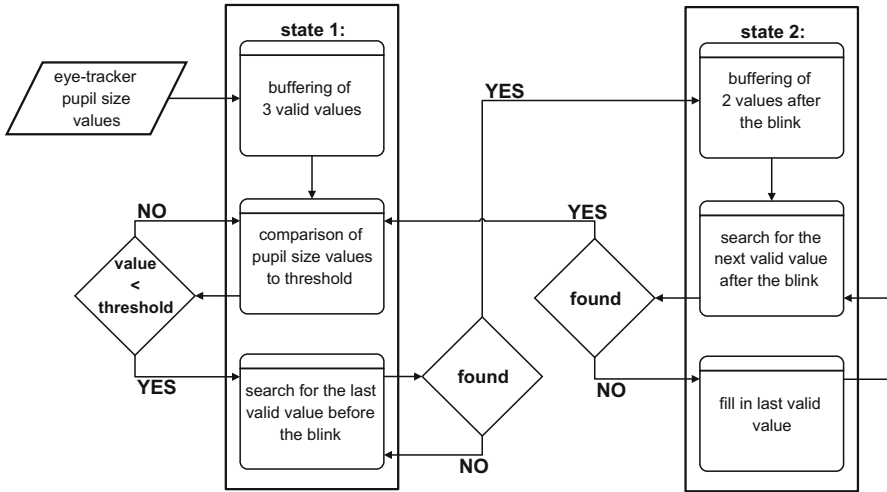 state 1:
eye-tracker
pupil size
values
buffering of
3 valid values
NO
comparison of
pupil size values
to threshold
value
<
threshold
YES
search for the last
valid value before
the blink
found
NO
YES
state 2:
buffering of
2 values after
the blink
YES
search for the
next valid value
after the blink
found
NO
fill in last valid
value